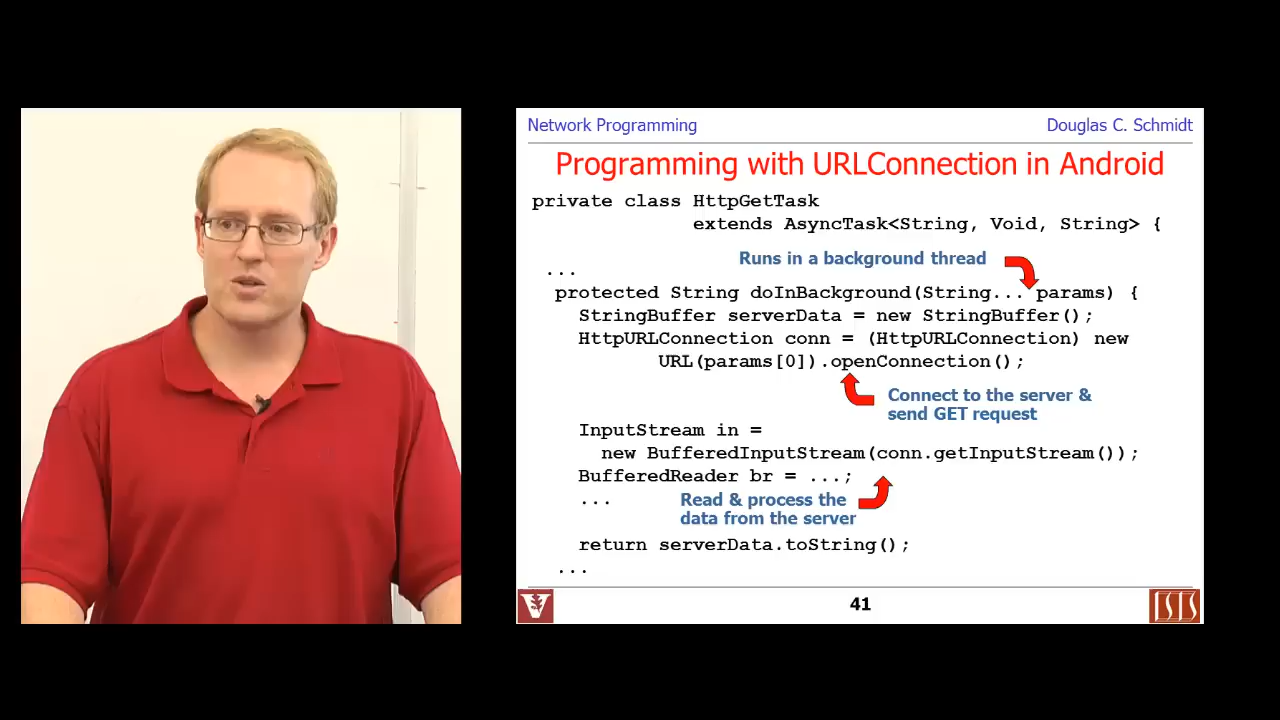 Network Programming
Douglas C. Schmidt
Programming with URLConnection in Android
private class HttpGetTask
extends AsyncTask<String, Void, String> {
Runs in a background thread
...
protected String doInBackground(String... params) {
StringBuffer serverData = new StringBuffer();
HttpURLConnection conn = (HttpURLConnection) new
URL(params[0]).openConnection();
Connect to the server &
send GET request
InputStream in =
new BufferedInputStream(conn.getInputStream());
BufferedReader br = ...;
...
Read & process the
data from the server
return serverData.toString();
...
V
41
ISIS